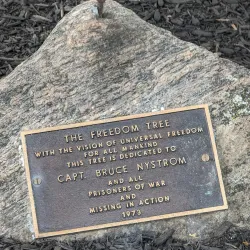 THE FREEDOM TREE
WITH THE VISION OF UNIVERSAL FREEDOM
FOR ALL MANKIND
THIS TREE IS DEDICATED TO
CAPT. BRUCE NYSTROM
AND ALL
PRISONERS OF WAR
AND
MISSING IN ACTION
1973